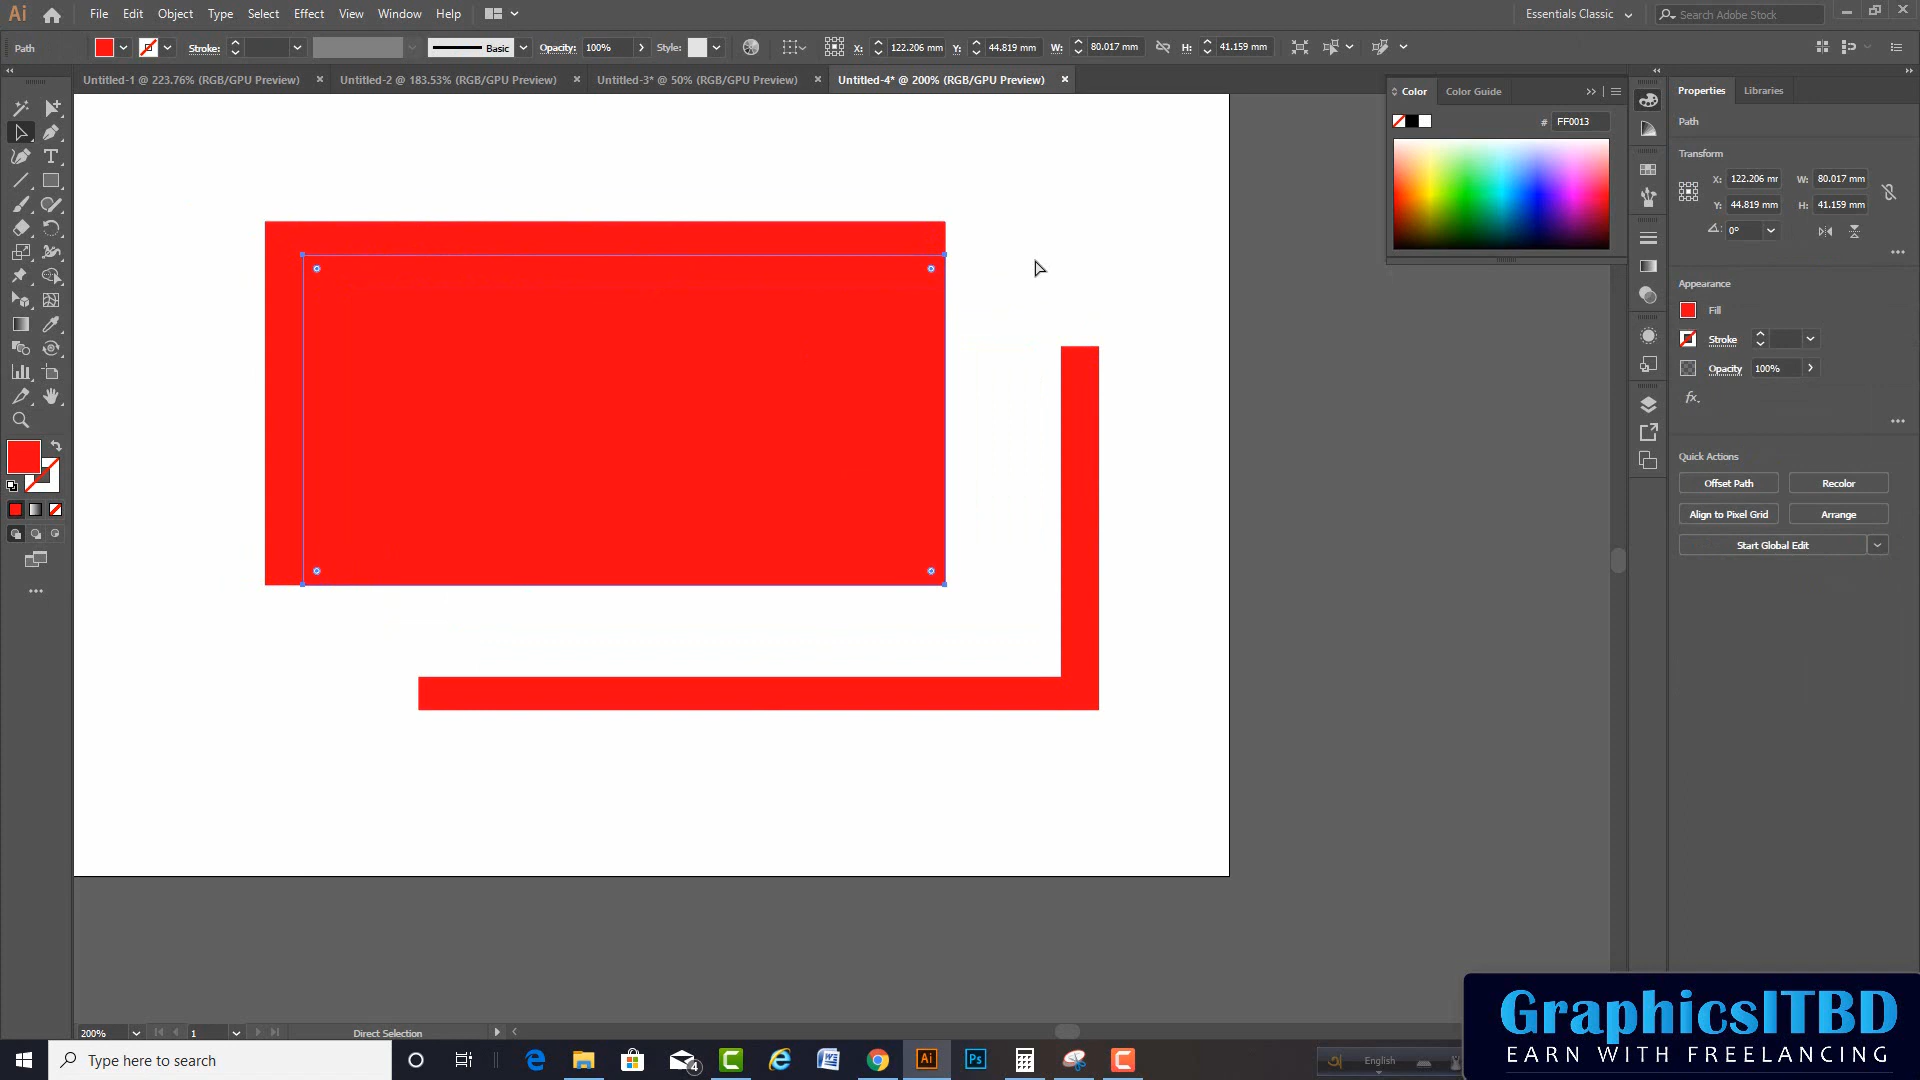 Ai File Edit Object Type Select Effect View Window Help Essentials Classic Search Adobe Stock
Path Stroke: Basic Opacity: 100% Style: X: 122.206 mm Y: 44.819 mm W: 80.017 mm H: 41.159 mm
Untitled-1 @ 223.76% (RGB/GPU Preview) Untitled-2 @ 183.53% (RGB/GPU Preview) Untitled-3* @ 50% (RGB/GPU Preview) Untitled-4* @ 200% (RGB/GPU Preview)
Color Color Guide
# FF0013
Properties Libraries
Path
Transform
X: 122.206 mr W: 80.017 mm
Y: 44.819 mm H: 41.159 mm
0°
Appearance
Fill
Stroke
Opacity 100%
fx.
Quick Actions
Offset Path Recolor
Align to Pixel Grid Arrange
Start Global Edit
200% 1 Direct Selection
Type here to search
4
W
Ai Ps
English
GraphicsITBD
EARN WITH FREELANCING